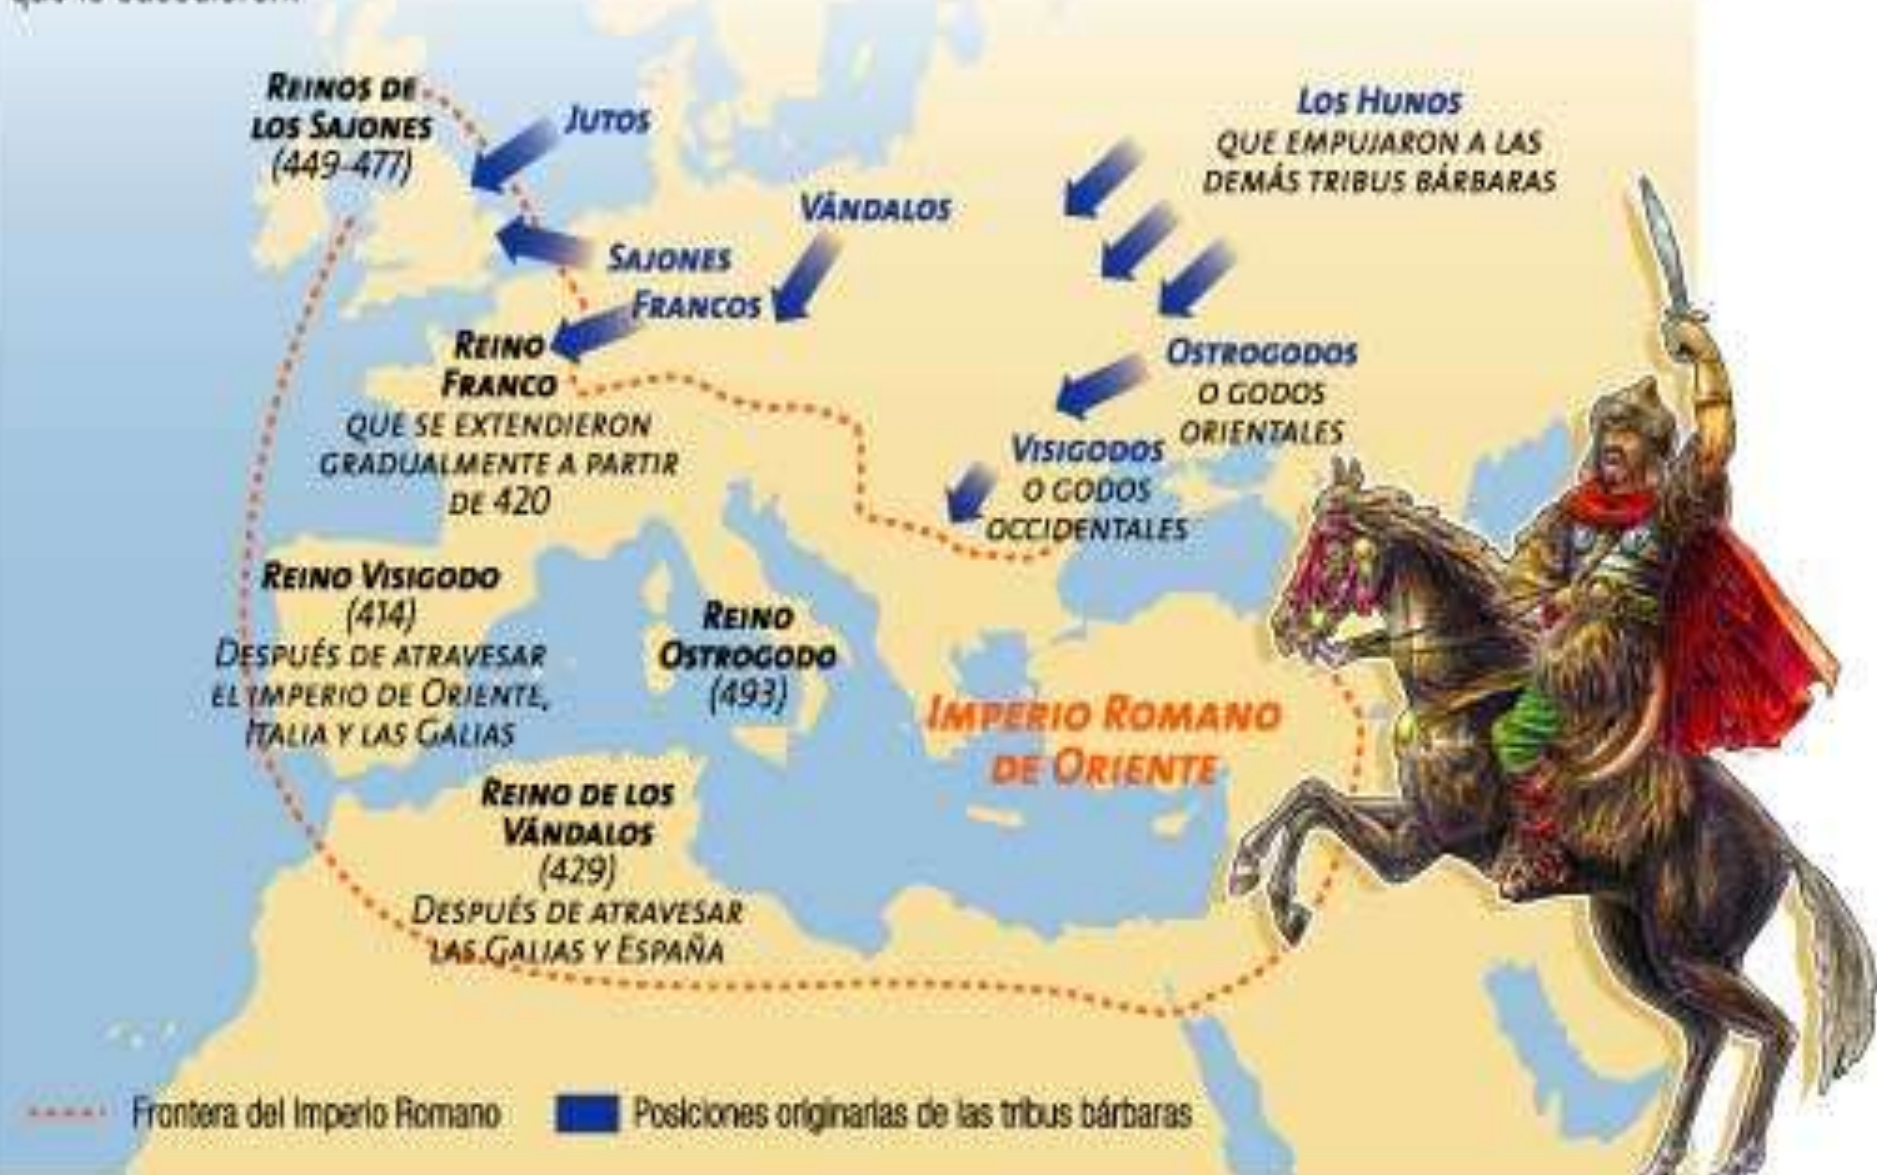 REINOS DE
LOS SAJONES
(449-477)
JUTOS
LOS HUNOS
QUE EMPUJARON A LAS
DEMÁS TRIBUS BÁRBARAS
VÁNDALOS
SAJONES
FRANCOS
REINO
FRANCO
QUE SE EXTENDIERON
GRADUALMENTE A PARTIR
DE 420
OSTROGODOS
O GODOS
ORIENTALES
VISIGODOS
O GODOS
OCCIDENTALES
REINO VISIGODO
(414)
DESPUÉS DE ATRAVESAR
EL IMPERIO DE ORIENTE,
ITALIA Y LAS GALIAS
REINO
OSTROGODO
(493)
IMPERIO ROMANO
DE ORIENTE
REINO DE LOS
VÁNDALOS
(429)
DESPUÉS DE ATRAVESAR
LAS GALIAS Y ESPAÑA
Frontera del Imperio Romano
Posiciones originarias de las tribus bárbaras